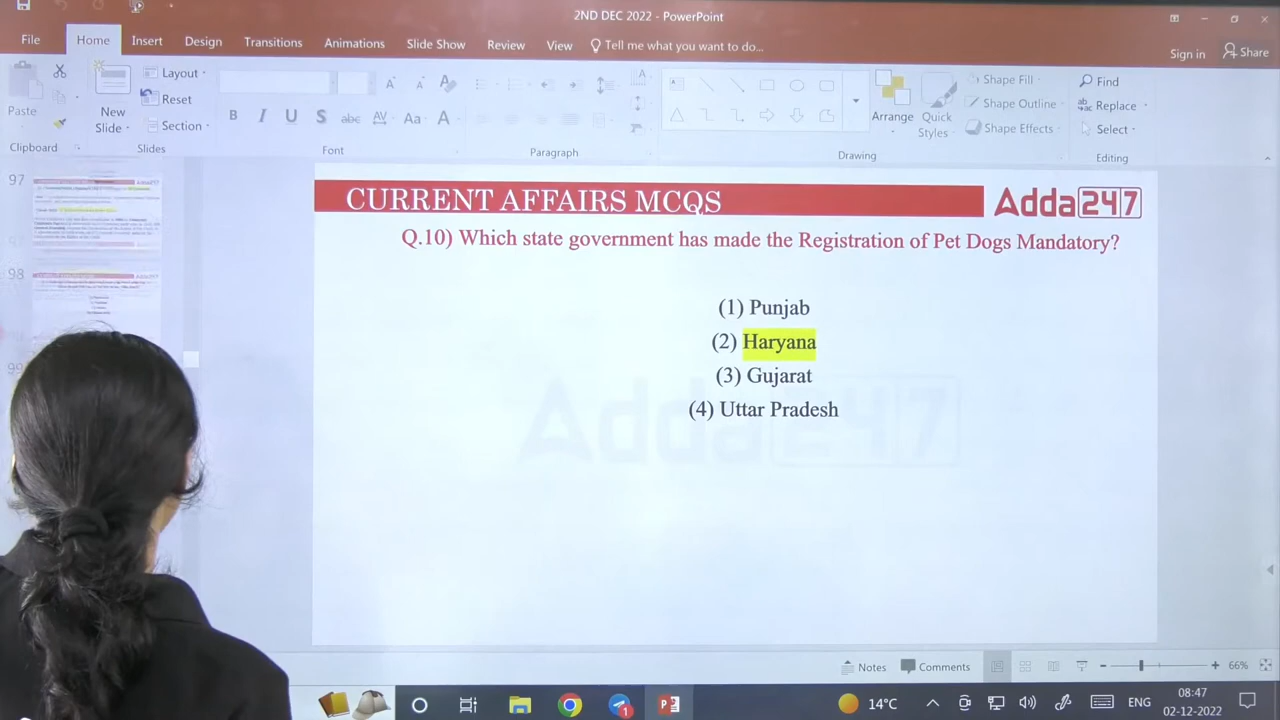 2ND DEC 2022 - PowerPoint
File Home Insert Design Transitions Animations Slide Show Review View Tell me what you want to do... Sign in Share
Paste
Clipboard
New Slide
Layout
Reset
Section
Slides
B I U S abc AV Aa A
Font
Paragraph
Arrange
Quick Styles
Shape Fill
Shape Outline
Shape Effects
Drawing
Find
Replace
Select
Editing
97
98
CURRENT AFFAIRS MCQS
Adda247
Q.10) Which state government has made the Registration of Pet Dogs Mandatory?
(1) Punjab
(2) Haryana
(3) Gujarat
(4) Uttar Pradesh
Adda247
Notes Comments 66%
14°C ENG 08:47
02-12-2022